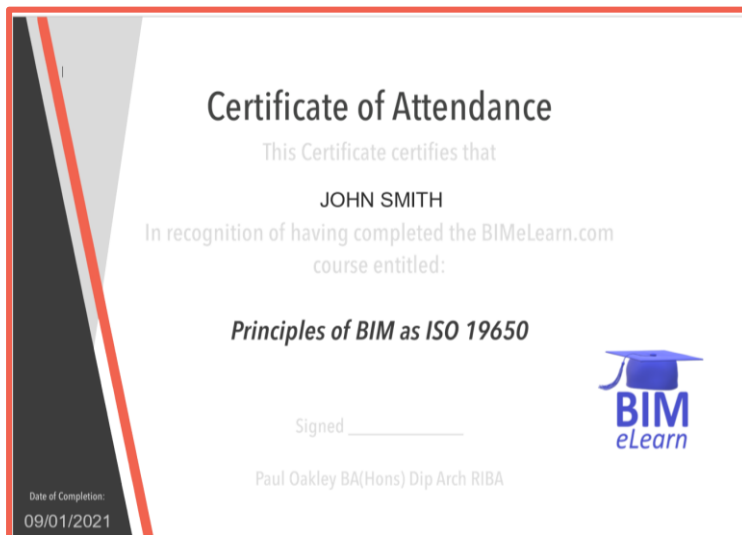 Certificate of Attendance
This Certificate certifies that
JOHN SMITH
In recognition of having completed the BIMeLearn.com
course entitled:
Principles of BIM as ISO 19650
BIM
eLearn
Signed ____________
Paul Oakley BA(Hons) Dip Arch RIBA
Date of Completion:
09/01/2021